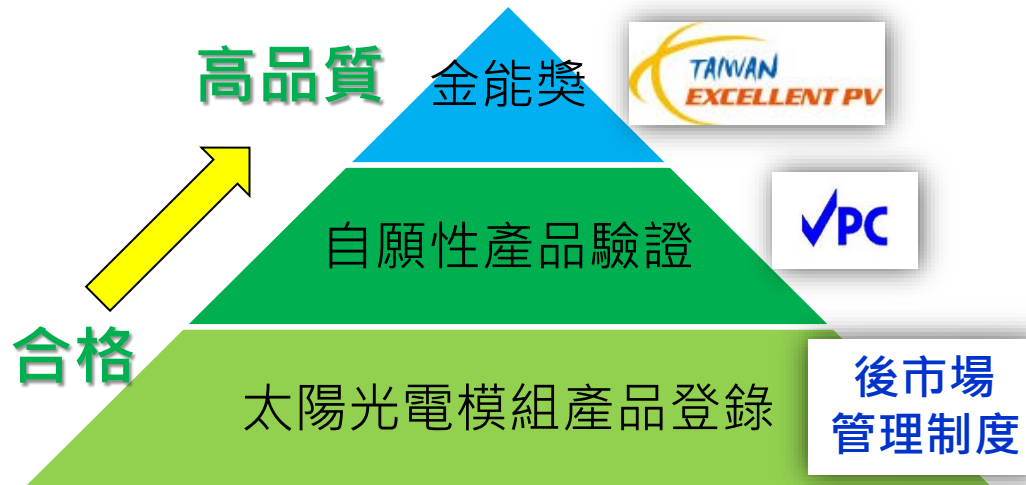 高品質
金能獎
TAIWAN
EXCELLENT PV
自願性產品驗證
VPC
合格
太陽光電模組產品登錄
後市場
管理制度